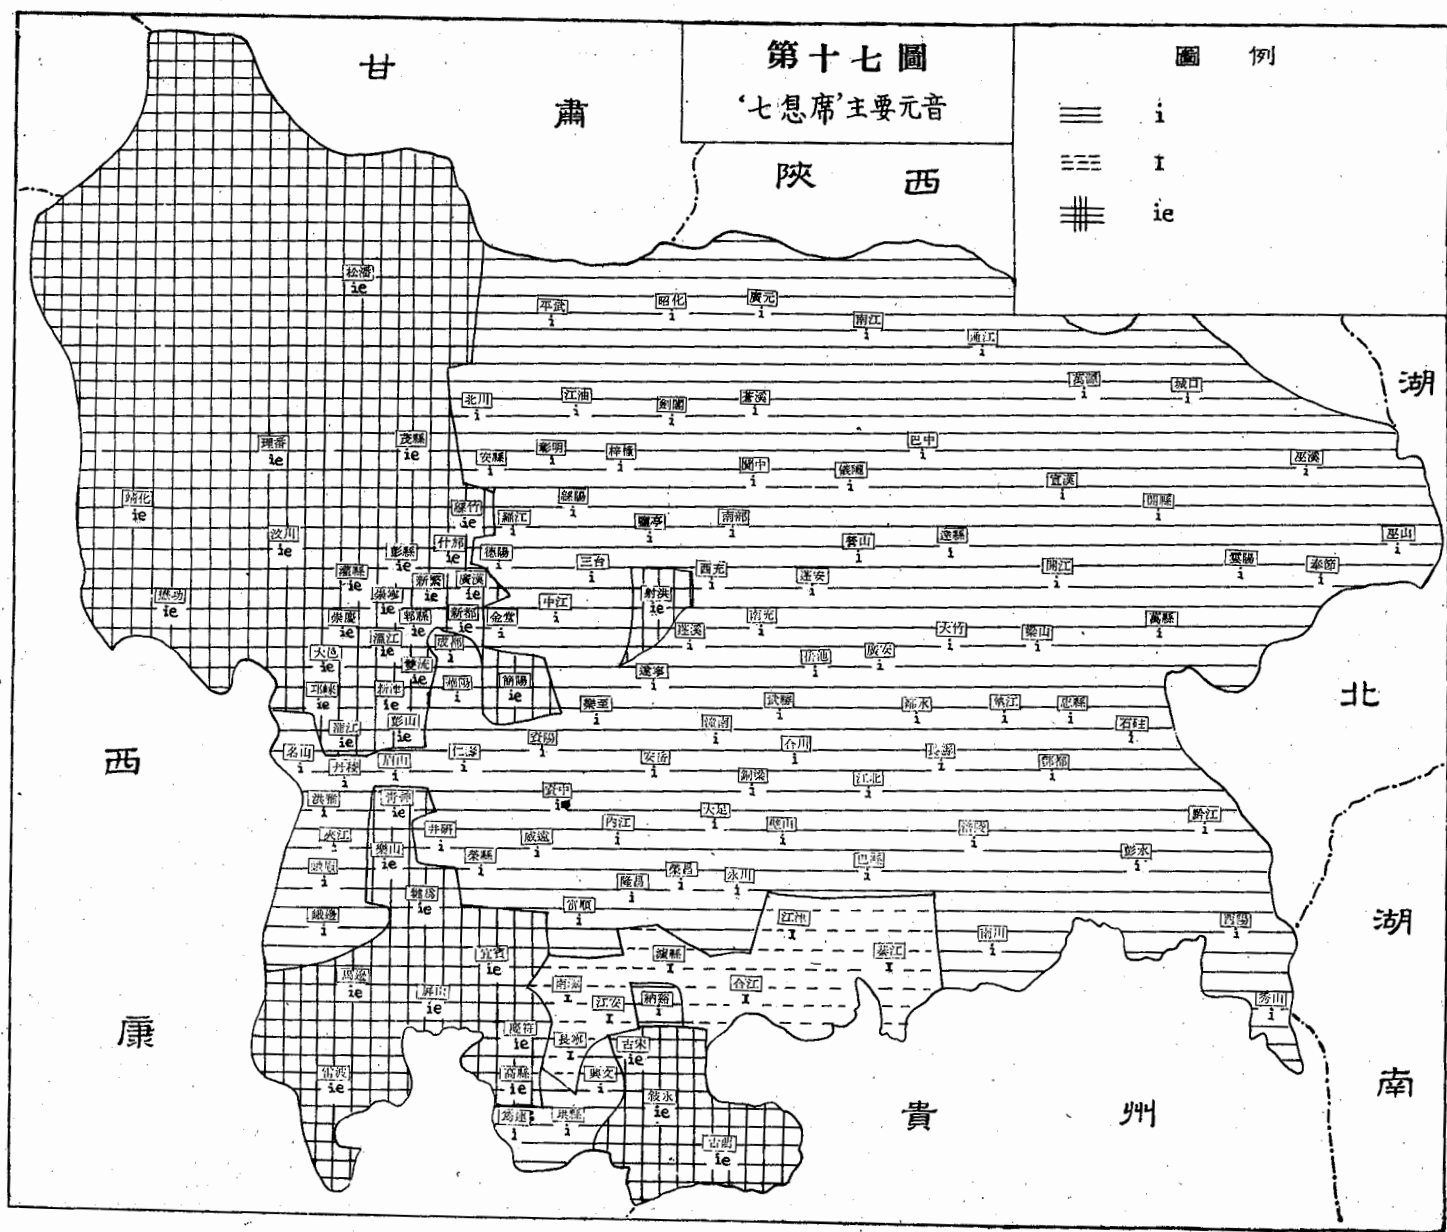 第十七圖
‘七息席’主要元音
圖 例
i
I
ie
甘
肅
陝 西
湖
北
湖
南
貴 州
西
康
松潘
ie
平武
i
昭化
i
廣元
i
南江
i
通江
i
萬源
i
城口
i
北川
i
江油
i
劍閣
i
蒼溪
i
理番
ie
茂縣
ie
安縣
i
彰明
i
梓橦
i
閬中
i
儀隴
i
巴中
i
宣漢
i
巫溪
i
靖化
ie
汶川
ie
綿竹
ie
羅江
i
綿陽
i
鹽亭
i
南部
i
營山
i
達縣
i
開縣
i
巫山
i
彭縣
ie
什邡
ie
德陽
i
三台
i
西充
i
蓬安
i
開江
i
雲陽
i
奉節
i
灌縣
ie
崇寧
ie
新繁
ie
廣漢
ie
射洪
ie
懋功
ie
崇慶
ie
郫縣
ie
新都
ie
金堂
i
中江
i
蓬溪
i
南充
i
大竹
i
梁山
i
萬縣
i
大邑
ie
溫江
ie
雙流
ie
成都
i
華陽
i
簡陽
ie
遂寧
i
岳池
i
廣安
i
邛崍
ie
新津
ie
蒲江
ie
彭山
ie
樂至
i
武勝
i
鄰水
i
墊江
i
忠縣
i
石砫
i
潼南
i
名山
i
丹稜
i
眉山
i
仁壽
i
資陽
i
安岳
i
合川
i
長壽
i
酆都
i
銅梁
i
江北
i
洪雅
i
青神
ie
資中
i
內江
i
大足
i
璧山
i
涪陵
i
黔江
i
夾江
i
樂山
ie
井研
i
威遠
i
榮縣
i
彭水
i
峨眉
i
犍爲
ie
隆昌
i
榮昌
i
永川
i
巴縣
i
峨邊
i
富順
i
江津
I
綦江
I
南川
i
酉陽
i
宜賓
ie
瀘縣
I
馬邊
ie
屏山
ie
南溪
I
江安
I
納谿
i
合江
I
秀山
i
慶符
ie
長寧
I
古宋
ie
雷波
ie
高縣
ie
興文
i
敘永
ie
筠連
i
珙縣
i
古藺
ie